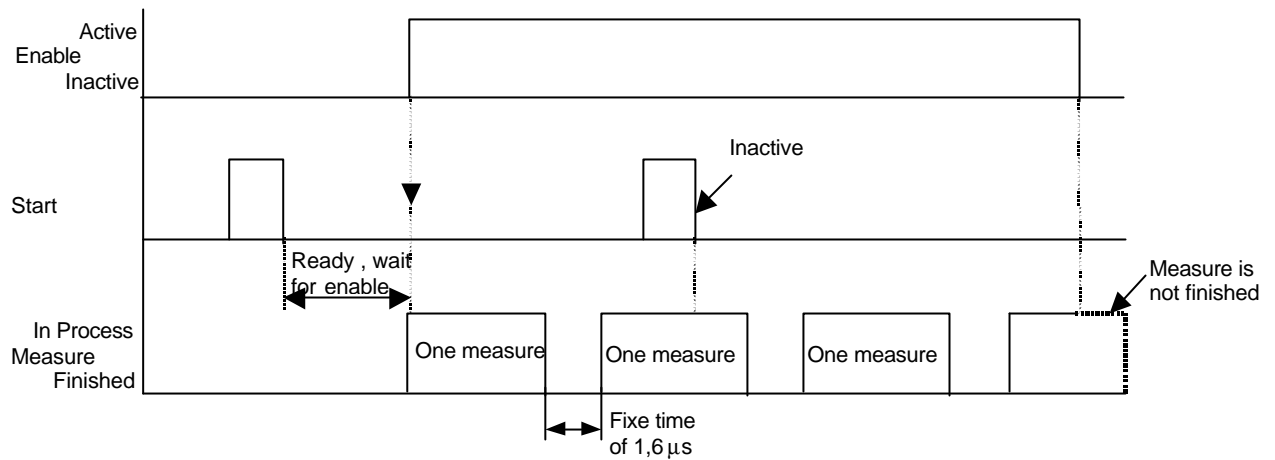 Active
Enable
Inactive
Inactive
Start
Ready , wait
for enable
Measure is
not finished
In Process
Measure
Finished
One measure
One measure
One measure
Fixe time
of 1,6 μs